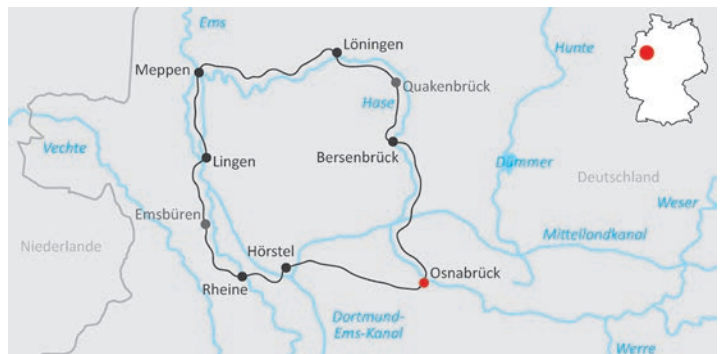 Ems
Löningen
Hunte
Meppen
Quakenbrück
Hase
Vechte
Lingen
Bersenbrück
Dümmer
Deutschland
Weser
Emsbüren
Niederlande
Hörstel
Mittellandkanal
Rheine
Osnabrück
Dortmund-
Ems-Kanal
Werre